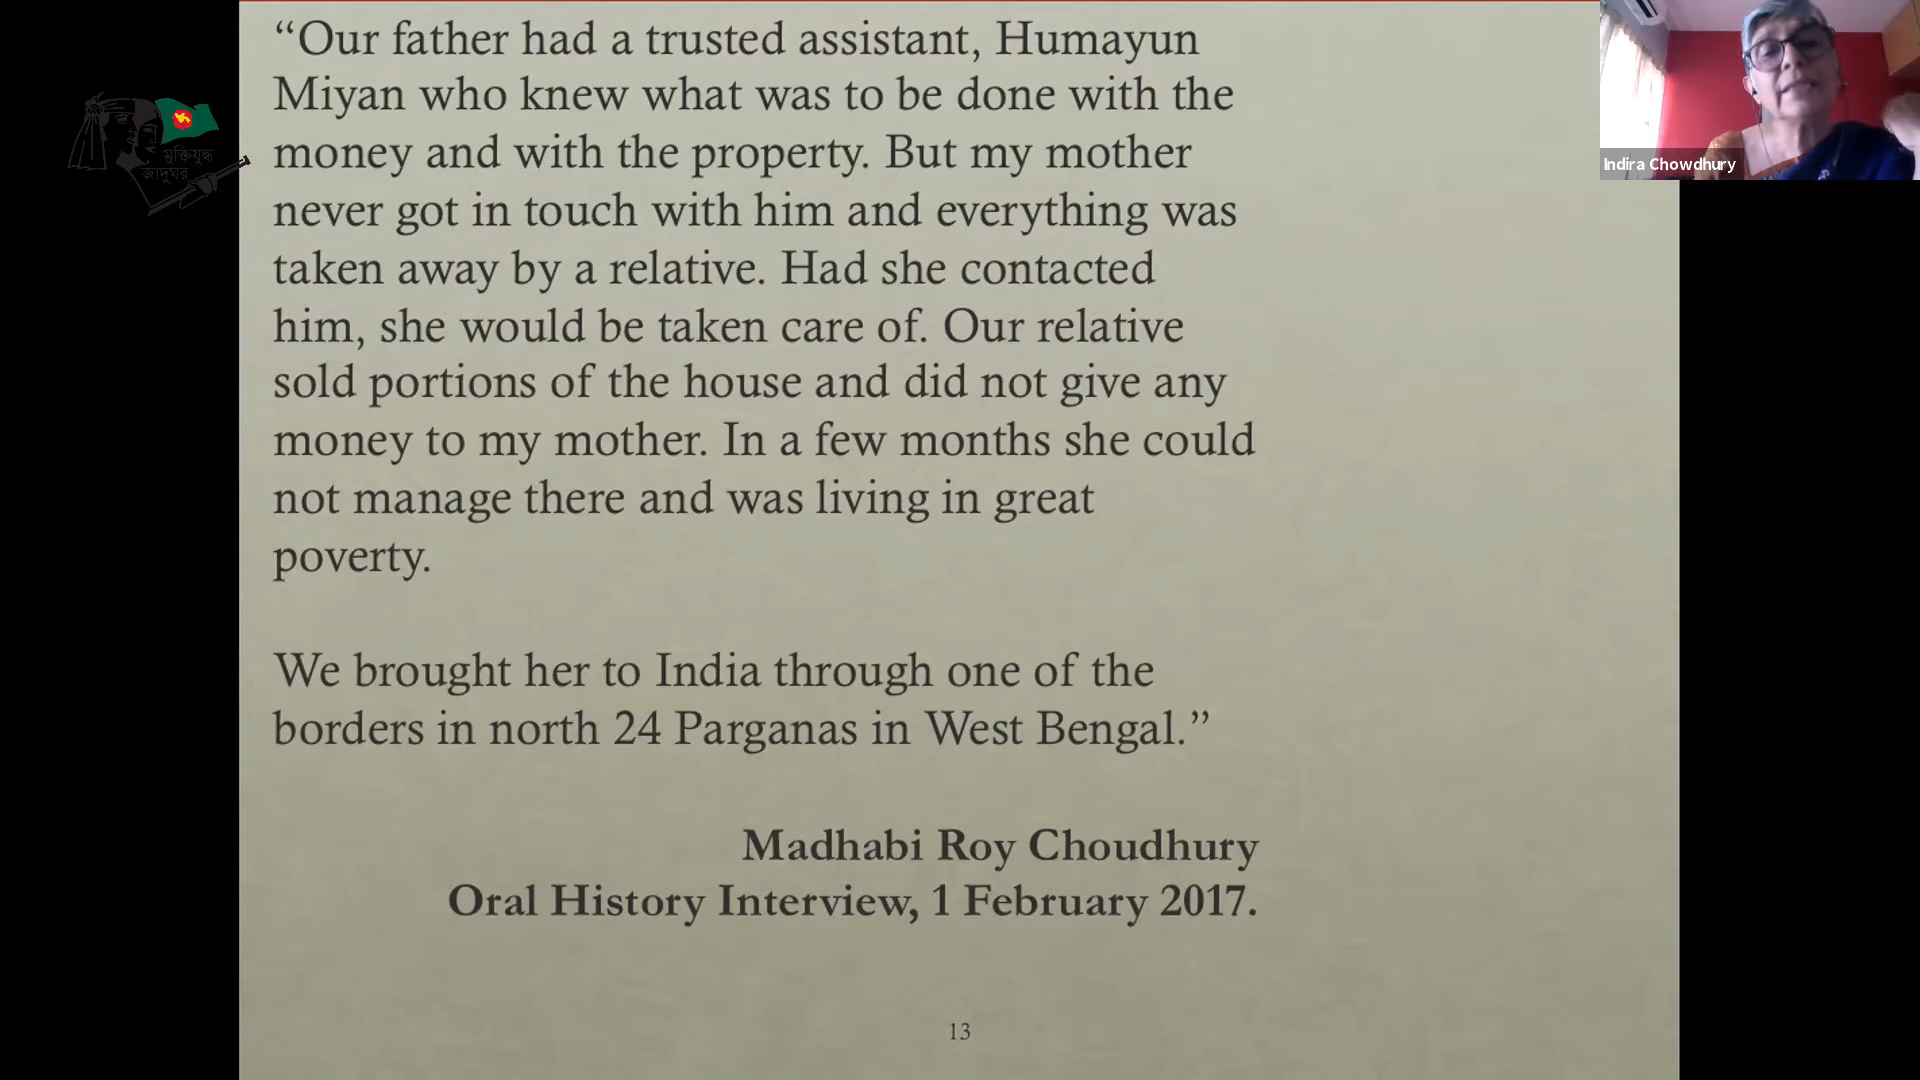 “Our father had a trusted assistant, Humayun
Miyan who knew what was to be done with the
money and with the property. But my mother
never got in touch with him and everything was
taken away by a relative. Had she contacted
him, she would be taken care of. Our relative
sold portions of the house and did not give any
money to my mother. In a few months she could
not manage there and was living in great
poverty.
We brought her to India through one of the
borders in north 24 Parganas in West Bengal.”
Madhabi Roy Choudhury
Oral History Interview, 1 February 2017.
13
Indira Chowdhury
মুক্তিযুদ্ধ
জাদুঘর